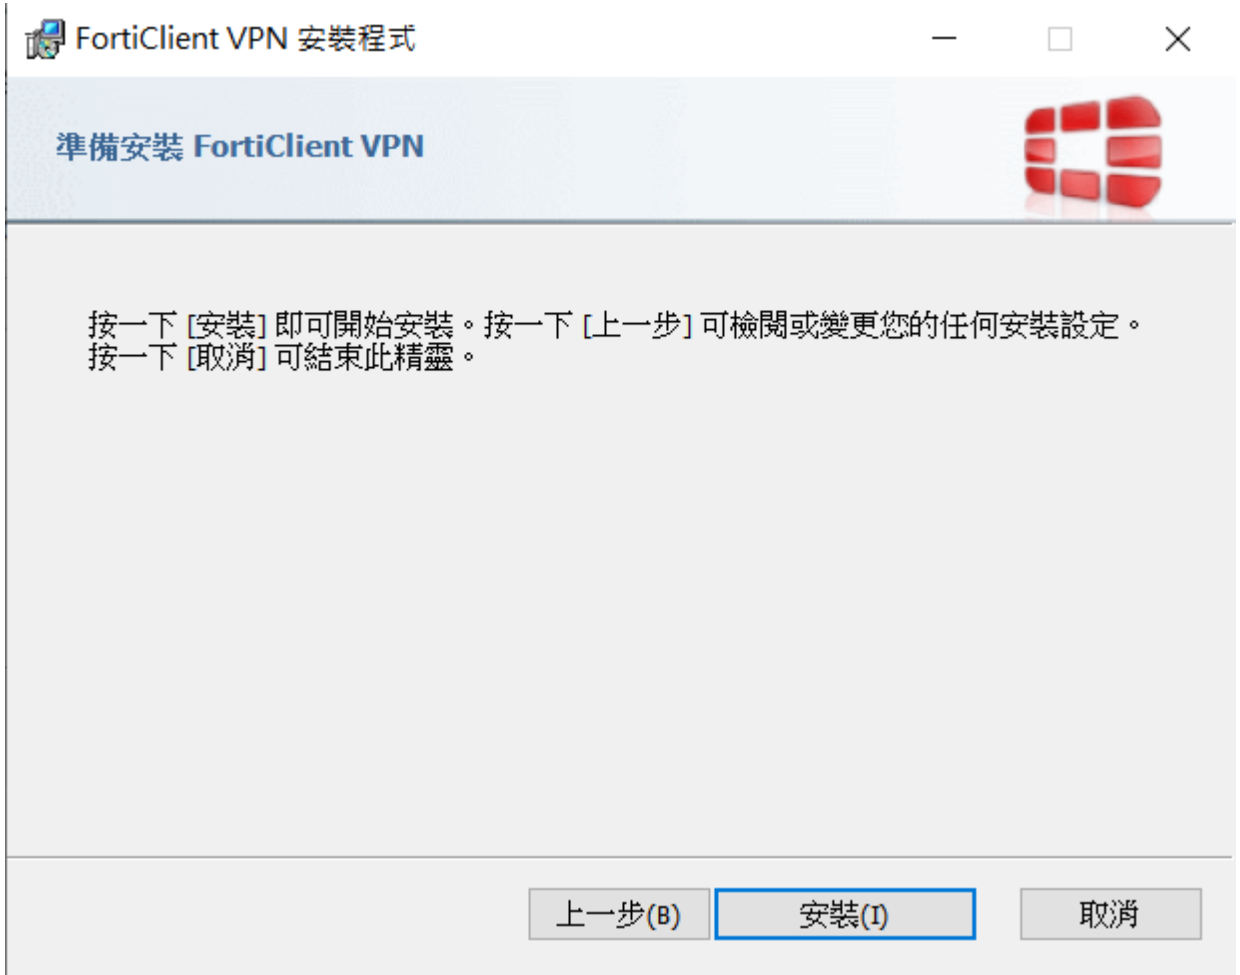 FortiClient VPN 安裝程式
準備安裝 FortiClient VPN
按一下 [安裝] 即可開始安裝。按一下 [上一步] 可檢閱或變更您的任何安裝設定。
按一下 [取消] 可結束此精靈。
上一步(B) 安裝(I) 取消